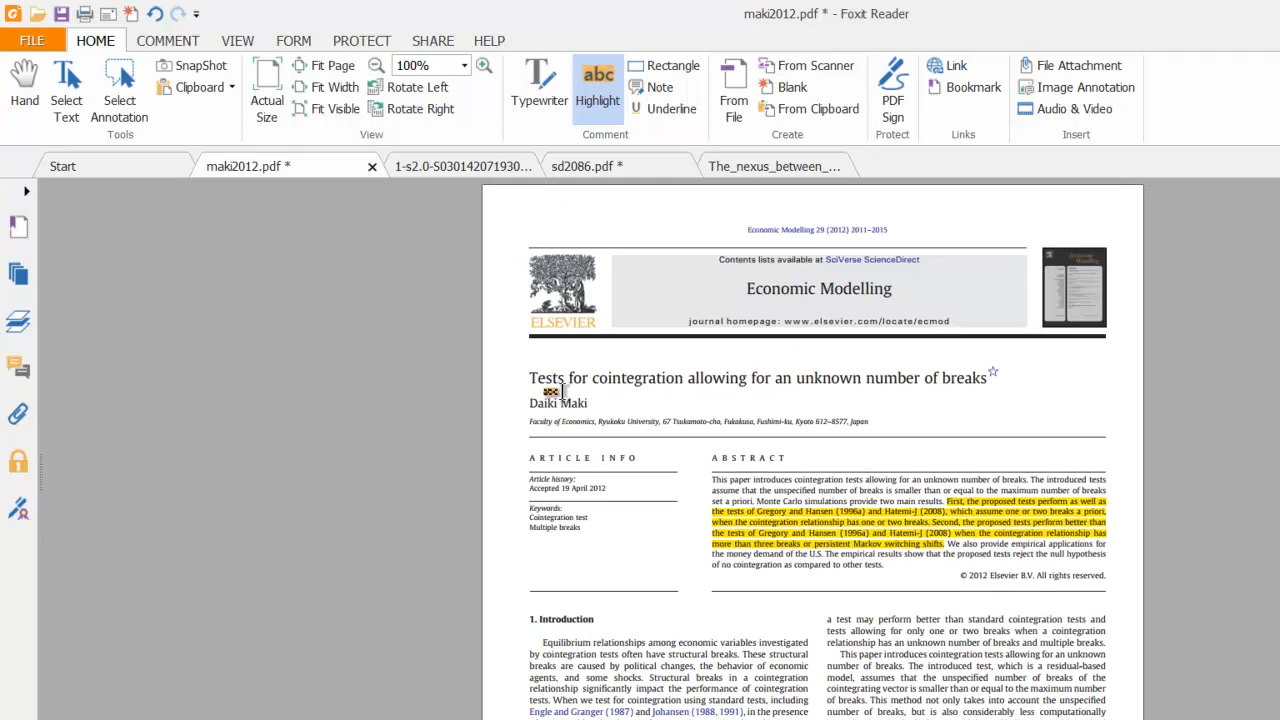 maki2012.pdf * - Foxit Reader
FILE HOME COMMENT VIEW FORM PROTECT SHARE HELP
Hand
Select Text
Select Annotation
SnapShot
Clipboard
Tools
Actual Size
Fit Page
Fit Width
Fit Visible
100%
Rotate Left
Rotate Right
View
Typewriter
abc
Highlight
Rectangle
Note
Underline
Comment
From File
From Scanner
Blank
From Clipboard
Create
PDF Sign
Protect
Link
Bookmark
Links
File Attachment
Image Annotation
Audio & Video
Insert
Start
maki2012.pdf *
1-s2.0-S030142071930...
sd2086.pdf *
The_nexus_between_...
Economic Modelling 29 (2012) 2011–2015
Contents lists available at SciVerse ScienceDirect
Economic Modelling
journal homepage: www.elsevier.com/locate/ecmod
ELSEVIER
Tests for cointegration allowing for an unknown number of breaks☆
abc
Daiki Maki
Faculty of Economics, Ryukoku University, 67 Tsukamoto-cho, Fukakusa, Fushimi-ku, Kyoto 612–8577, Japan
ARTICLE INFO
Article history:
Accepted 19 April 2012
Keywords:
Cointegration test
Multiple breaks
ABSTRACT
This paper introduces cointegration tests allowing for an unknown number of breaks. The introduced tests
assume that the unspecified number of breaks is smaller than or equal to the maximum number of breaks
set a priori. Monte Carlo simulations provide two main results. First, the proposed tests perform as well as
the tests of Gregory and Hansen (1996a) and Hatemi-J (2008), which assume one or two breaks a priori,
when the cointegration relationship has one or two breaks. Second, the proposed tests perform better than
the tests of Gregory and Hansen (1996a) and Hatemi-J (2008) when the cointegration relationship has
more than three breaks or persistent Markov switching shifts. We also provide empirical applications for
the money demand of the U.S. The empirical results show that the proposed tests reject the null hypothesis
of no cointegration as compared to other tests.
© 2012 Elsevier B.V. All rights reserved.
1. Introduction
Equilibrium relationships among economic variables investigated
by cointegration tests often have structural breaks. These structural
breaks are caused by political changes, the behavior of economic
agents, and some shocks. Structural breaks in a cointegration
relationship significantly impact the performance of cointegration
tests. When we test for cointegration using standard tests, including
Engle and Granger (1987) and Johansen (1988, 1991), in the presence
a test may perform better than standard cointegration tests and
tests allowing for only one or two breaks when a cointegration
relationship has an unknown number of breaks and multiple breaks.
This paper introduces cointegration tests allowing for an unknown
number of breaks. The introduced test, which is a residual-based
model, assumes that the unspecified number of breaks of the
cointegrating vector is smaller than or equal to the maximum number
of breaks. This method not only takes into account the unspecified
number of breaks, but is also considerably less computationally